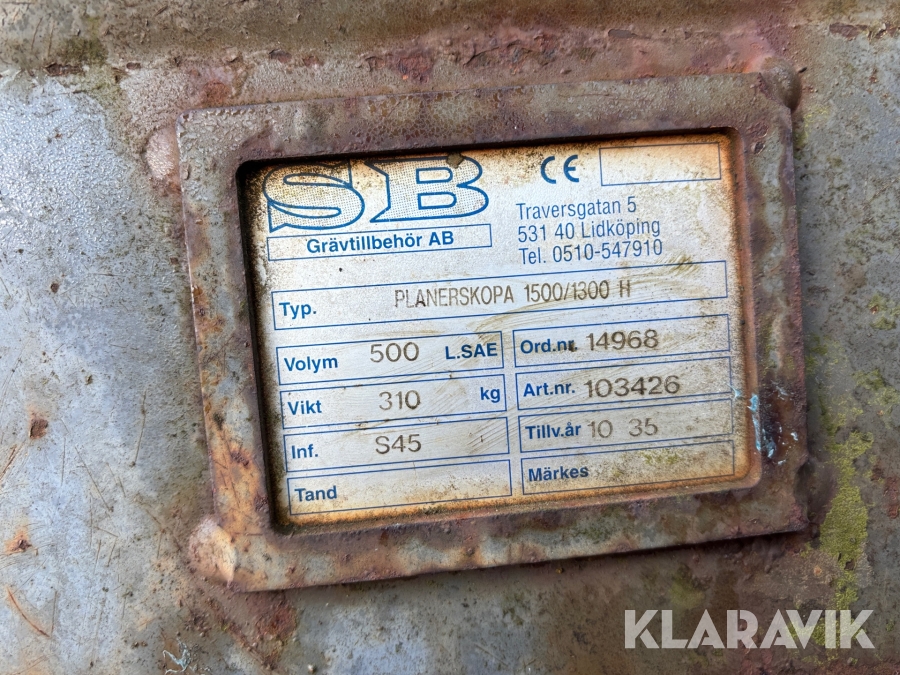 SB
Grävtillbehör AB
CE
Traversgatan 5
531 40 Lidköping
Tel. 0510-547910
Typ. PLANERSKOPA 1500/1300 H
Volym 500 L.SAE
Vikt 310 kg
Inf. S45
Tand
Ord.nr. 14968
Art.nr. 103426
Tillv.år 10 35
Märkes
KLARAVIK